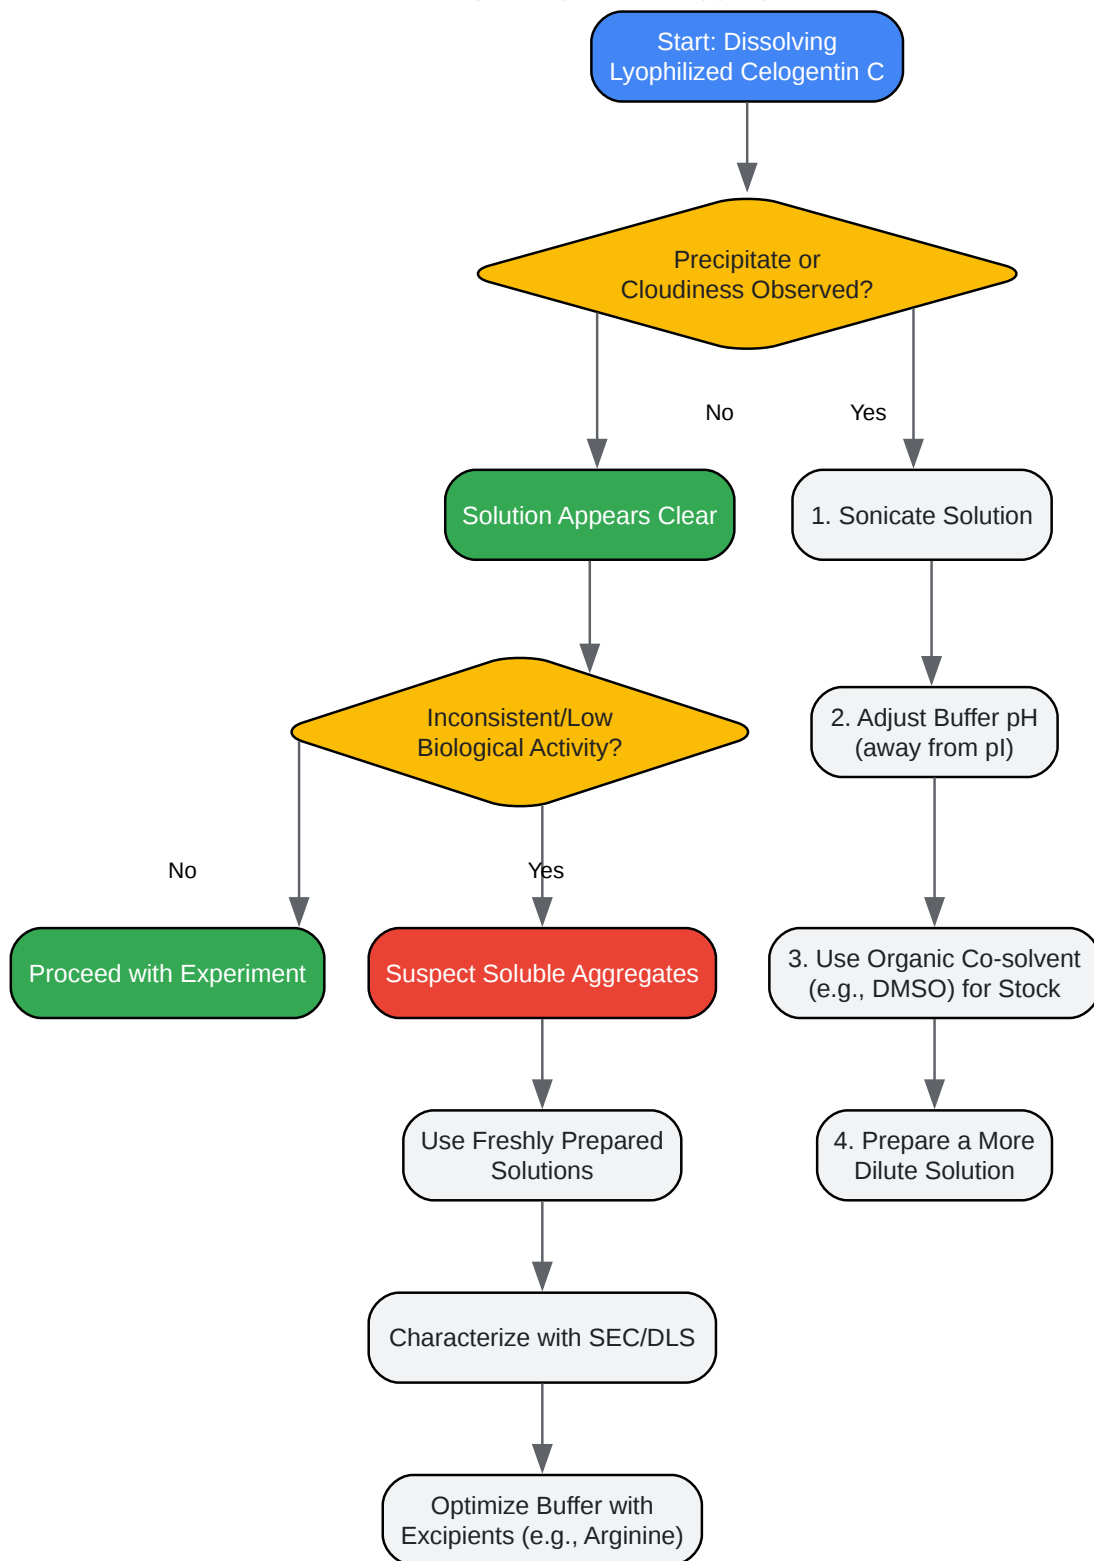 Start: Dissolving
Lyophilized Celogentin C
Precipitate or
Cloudiness Observed?
No
Yes
Solution Appears Clear
1. Sonicate Solution
Inconsistent/Low
Biological Activity?
2. Adjust Buffer pH
(away from pI)
No
Yes
Proceed with Experiment
Suspect Soluble Aggregates
3. Use Organic Co-solvent
(e.g., DMSO) for Stock
Use Freshly Prepared
Solutions
4. Prepare a More
Dilute Solution
Characterize with SEC/DLS
Optimize Buffer with
Excipients (e.g., Arginine)